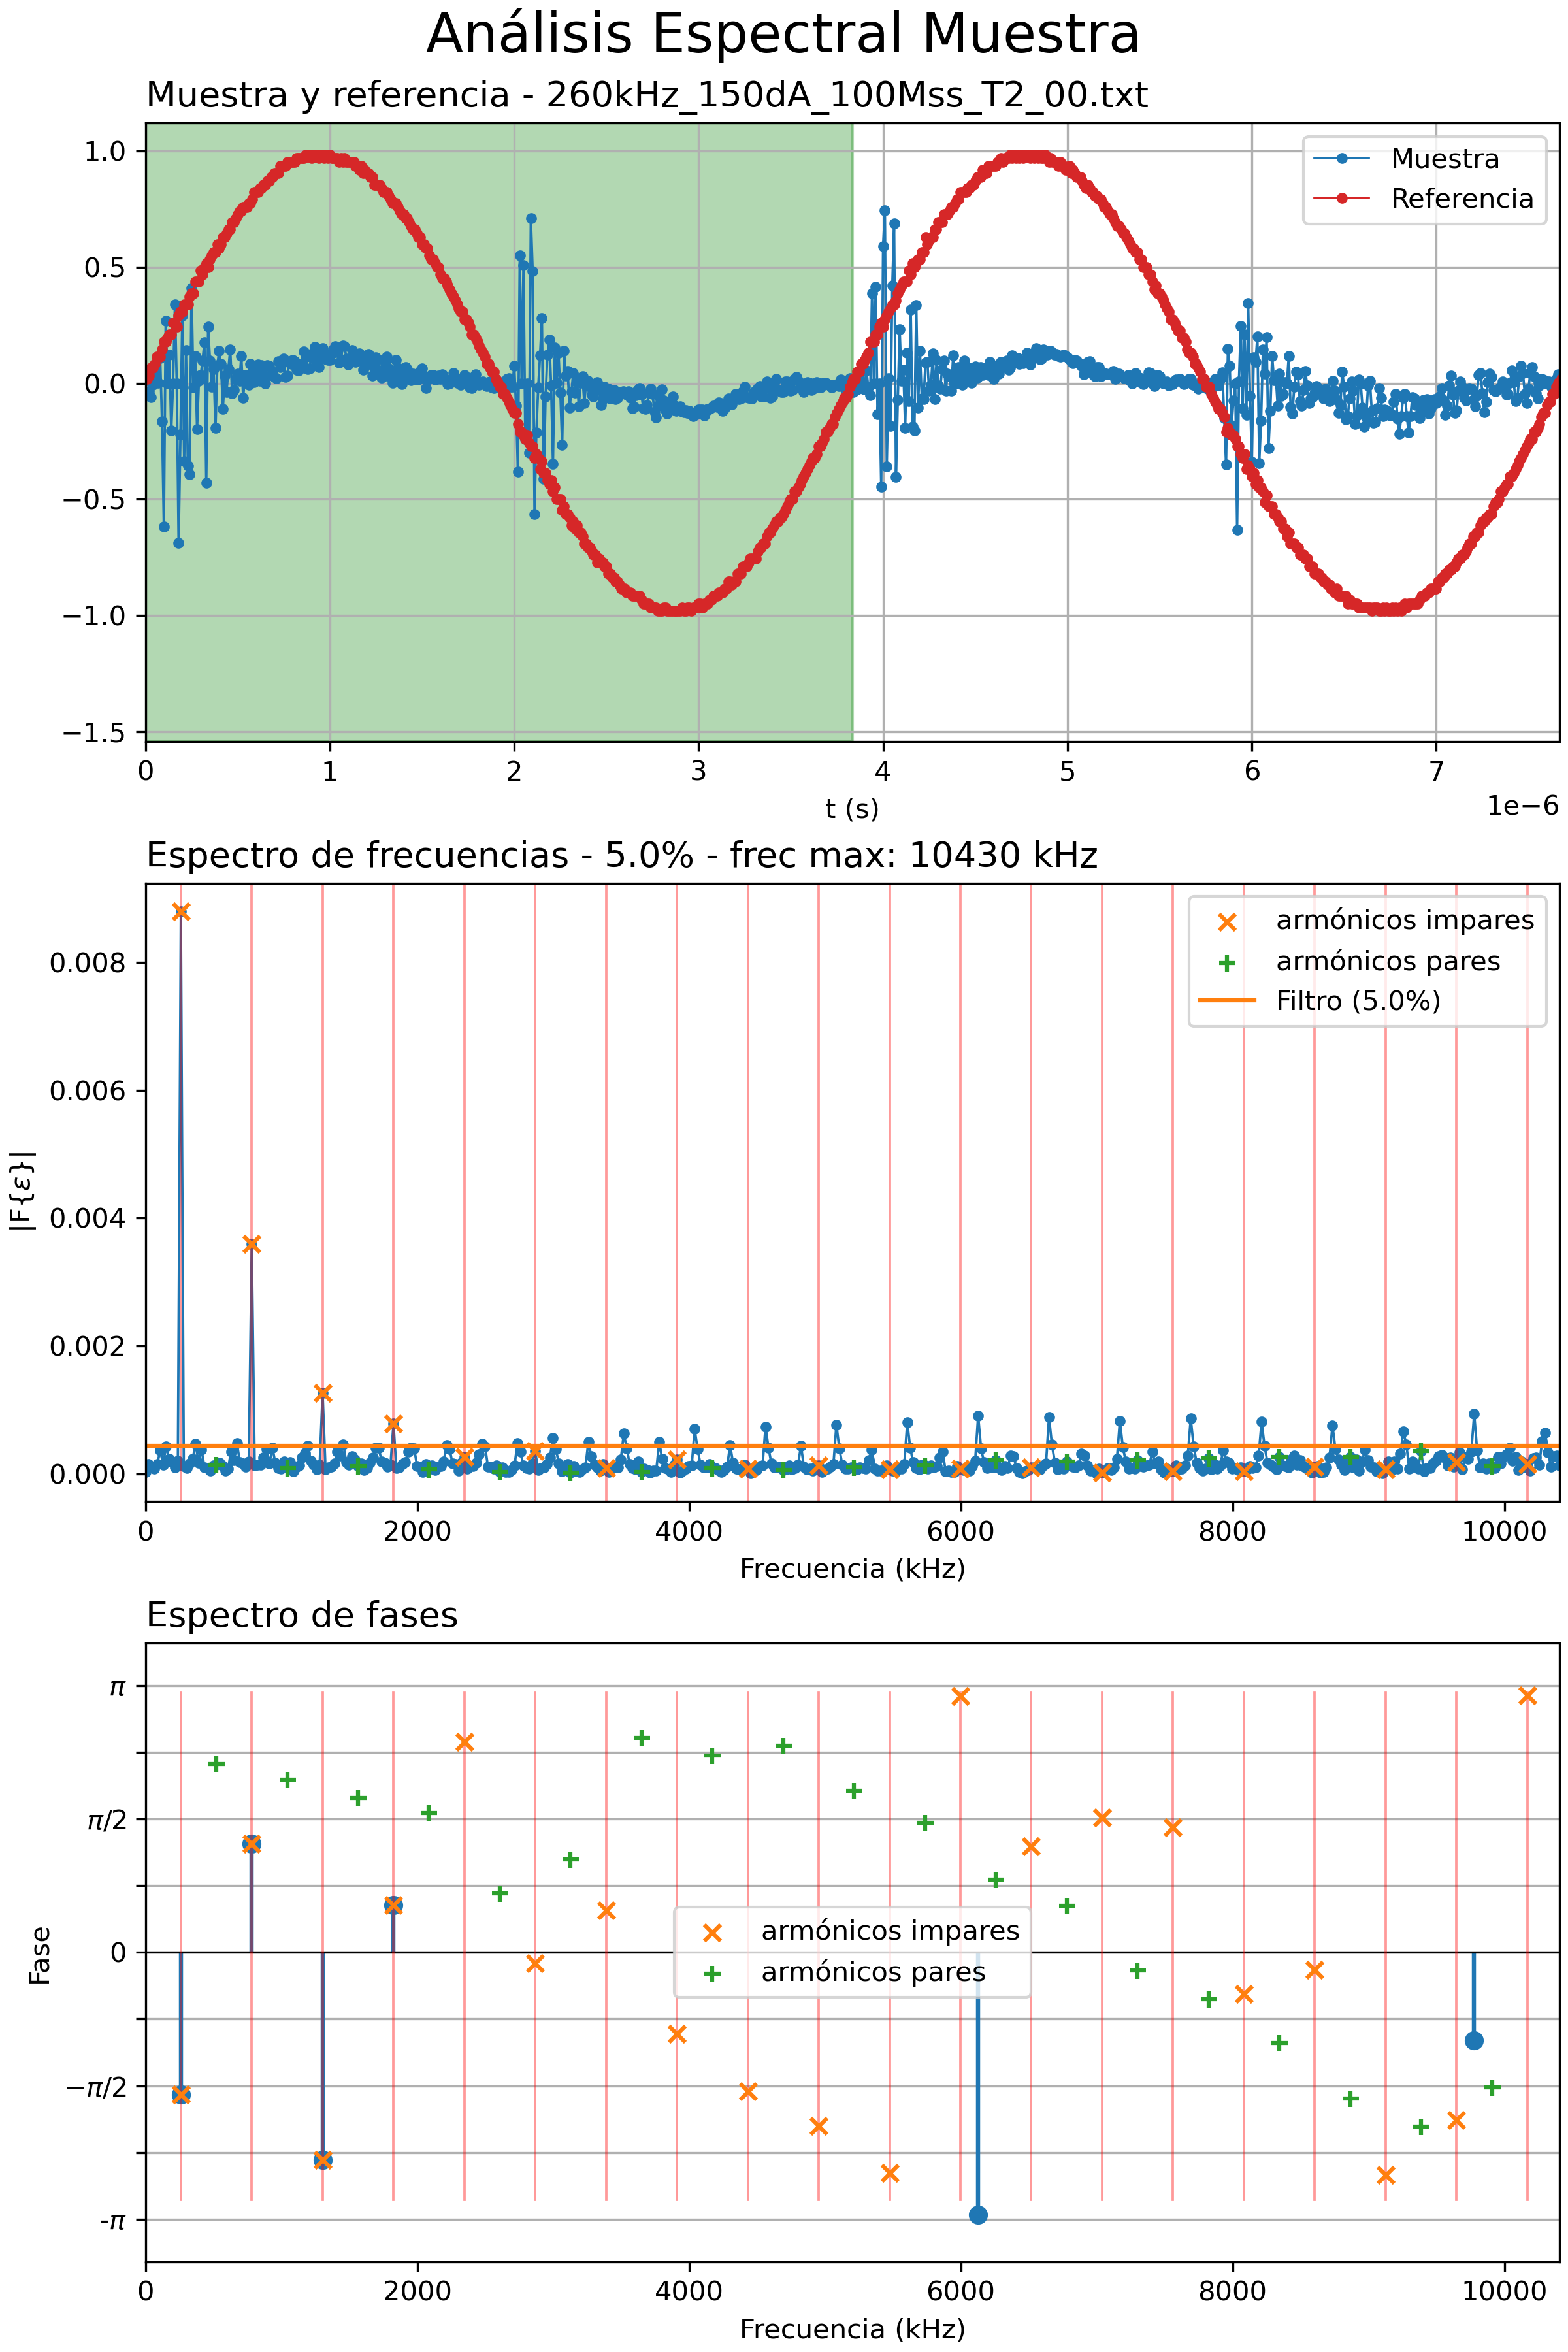 Análisis Espectral Muestra
Muestra y referencia - 260kHz_150dA_100Mss_T2_00.txt
Muestra
Referencia
1.0
0.5
0.0
−0.5
−1.0
−1.5
0 1 2 3 4 5 6 7
t (s)
1e−6
Espectro de frecuencias - 5.0% - frec max: 10430 kHz
armónicos impares
armónicos pares
Filtro (5.0%)
|F{ε}|
0.008
0.006
0.004
0.002
0.000
0 2000 4000 6000 8000 10000
Frecuencia (kHz)
Espectro de fases
Fase
π
π/2
0
−π/2
-π
armónicos impares
armónicos pares
0 2000 4000 6000 8000 10000
Frecuencia (kHz)